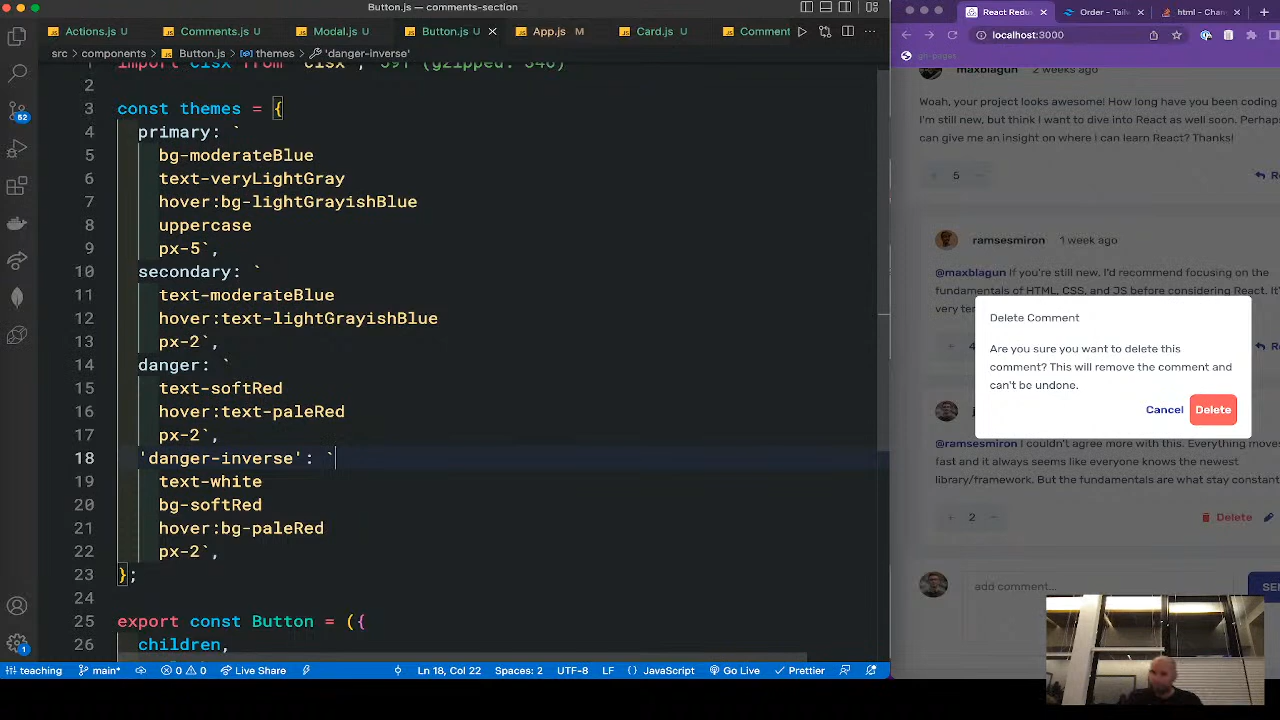 Button.js — comments-section
Actions.js U
Comments.js U
Modal.js U
Button.js U
App.js M
Card.js U
Comment
src > components > Button.js > themes > 'danger-inverse'
2
const themes = {
3
primary: `
4
bg-moderateBlue
5
text-veryLightGray
6
hover:bg-lightGrayishBlue
7
uppercase
8
px-5`,
9
secondary: `
10
text-moderateBlue
11
hover:text-lightGrayishBlue
12
px-2`,
13
danger: `
14
text-softRed
15
hover:text-paleRed
16
px-2`,
17
'danger-inverse': `
18
text-white
19
bg-softRed
20
hover:bg-paleRed
21
px-2`,
22
};
23
24
export const Button = ({
25
children,
26
52
1
teaching
main*
0
0
Live Share
Ln 18, Col 22
Spaces: 2
UTF-8
LF
JavaScript
Go Live
Prettier
React Redu
Order - Tailw
html - Chan
localhost:3000
gh-pages
maxblagun 2 weeks ago
Woah, your project looks awesome! How long have you been coding
I'm still new, but think I want to dive into React as well soon. Perhap
can give me an insight on where I can learn React? Thanks!
5
ramsesmiron 1 week ago
@maxblagun If you're still new, I'd recommend focusing on the
fundamentals of HTML, CSS, and JS before considering React. It'
very
4
Delete Comment
Are you sure you want to delete this
comment? This will remove the comment and
can't be undone.
Cancel
Delete
@ramsesmiron I couldn't agree more with this. Everything moves
fast and it always seems like everyone knows the newest
library/framework. But the fundamentals are what stay constant
2
Delete
add comment...
SE